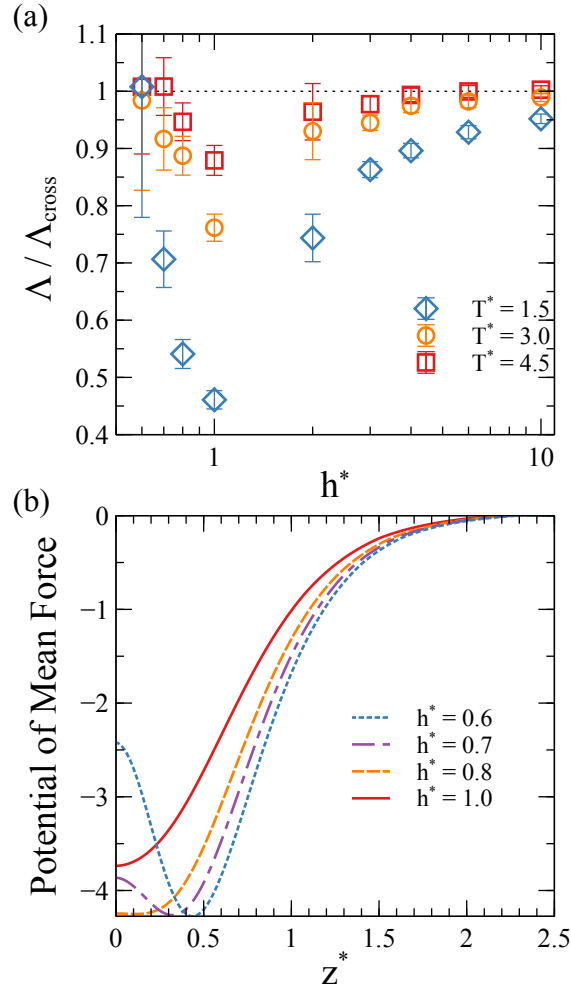 (a)
1.1
1
0.9
0.8
0.7
0.6
0.5
0.4
Λ / Λcross
T* = 1.5
T* = 3.0
T* = 4.5
1
10
h*
(b)
0
−1
−2
−3
−4
Potential of Mean Force
h* = 0.6
h* = 0.7
h* = 0.8
h* = 1.0
0
0.5
1
1.5
2
2.5
z*